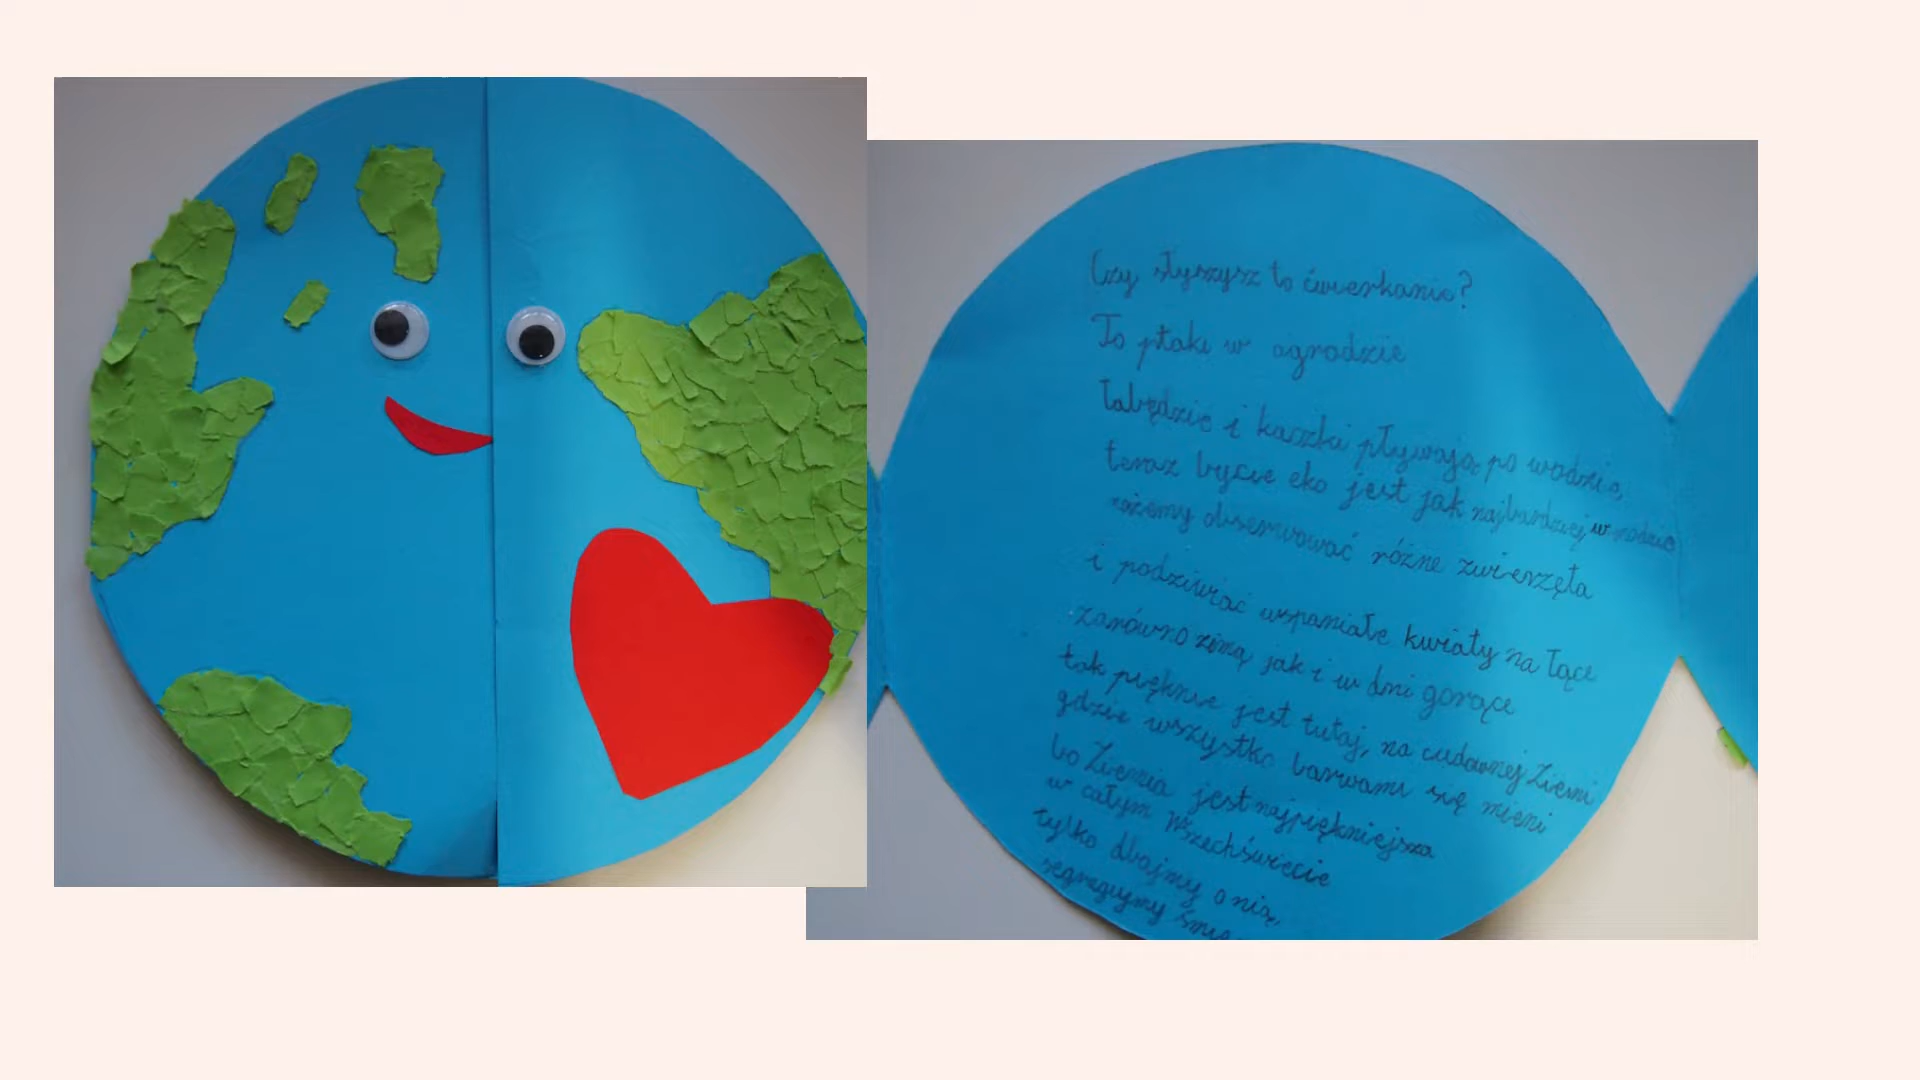 Czy słyszysz to ćwierkanie?
To ptaki w ogrodzie
łabędzie i kaczki pływają po wodzie,
teraz bycie eko jest jak najbardziej w modzie
możemy obserwować różne zwierzęta
i podziwiać wspaniałe kwiaty na łące
zarówno zimą jak i w dni gorące
tak pięknie jest tutaj, na cudownej Ziemi
gdzie wszystko barwami się mieni
bo Ziemia jest najpiękniejsza
w całym Wszechświecie
tylko dbajmy o nią,
segregujmy